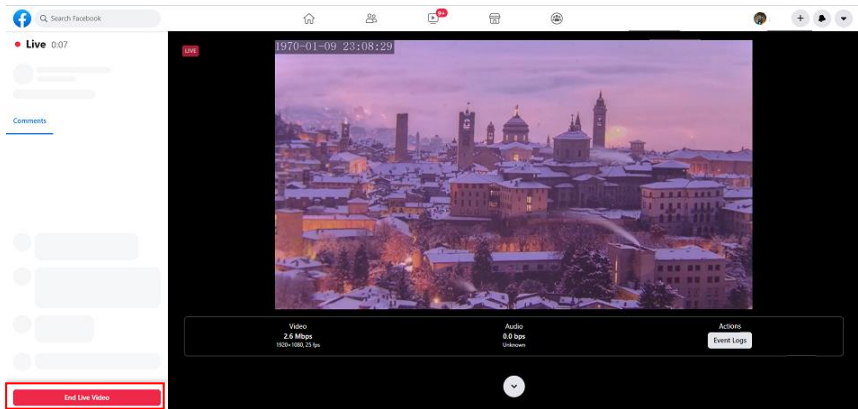 Search Facebook
9+
Live 0:07
LIVE
1970-01-09 23:08:29
Comments
Video
2.6 Mbps
1920×1080, 25 fps
Audio
0.0 bps
Unknown
Actions
Event Logs
End Live Video